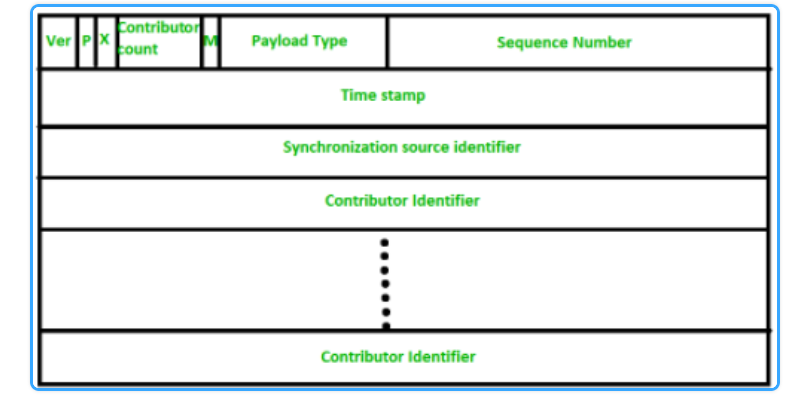 Ver P X Contributor count M Payload Type Sequence Number
Time stamp
Synchronization source identifier
Contributor Identifier
Contributor Identifier